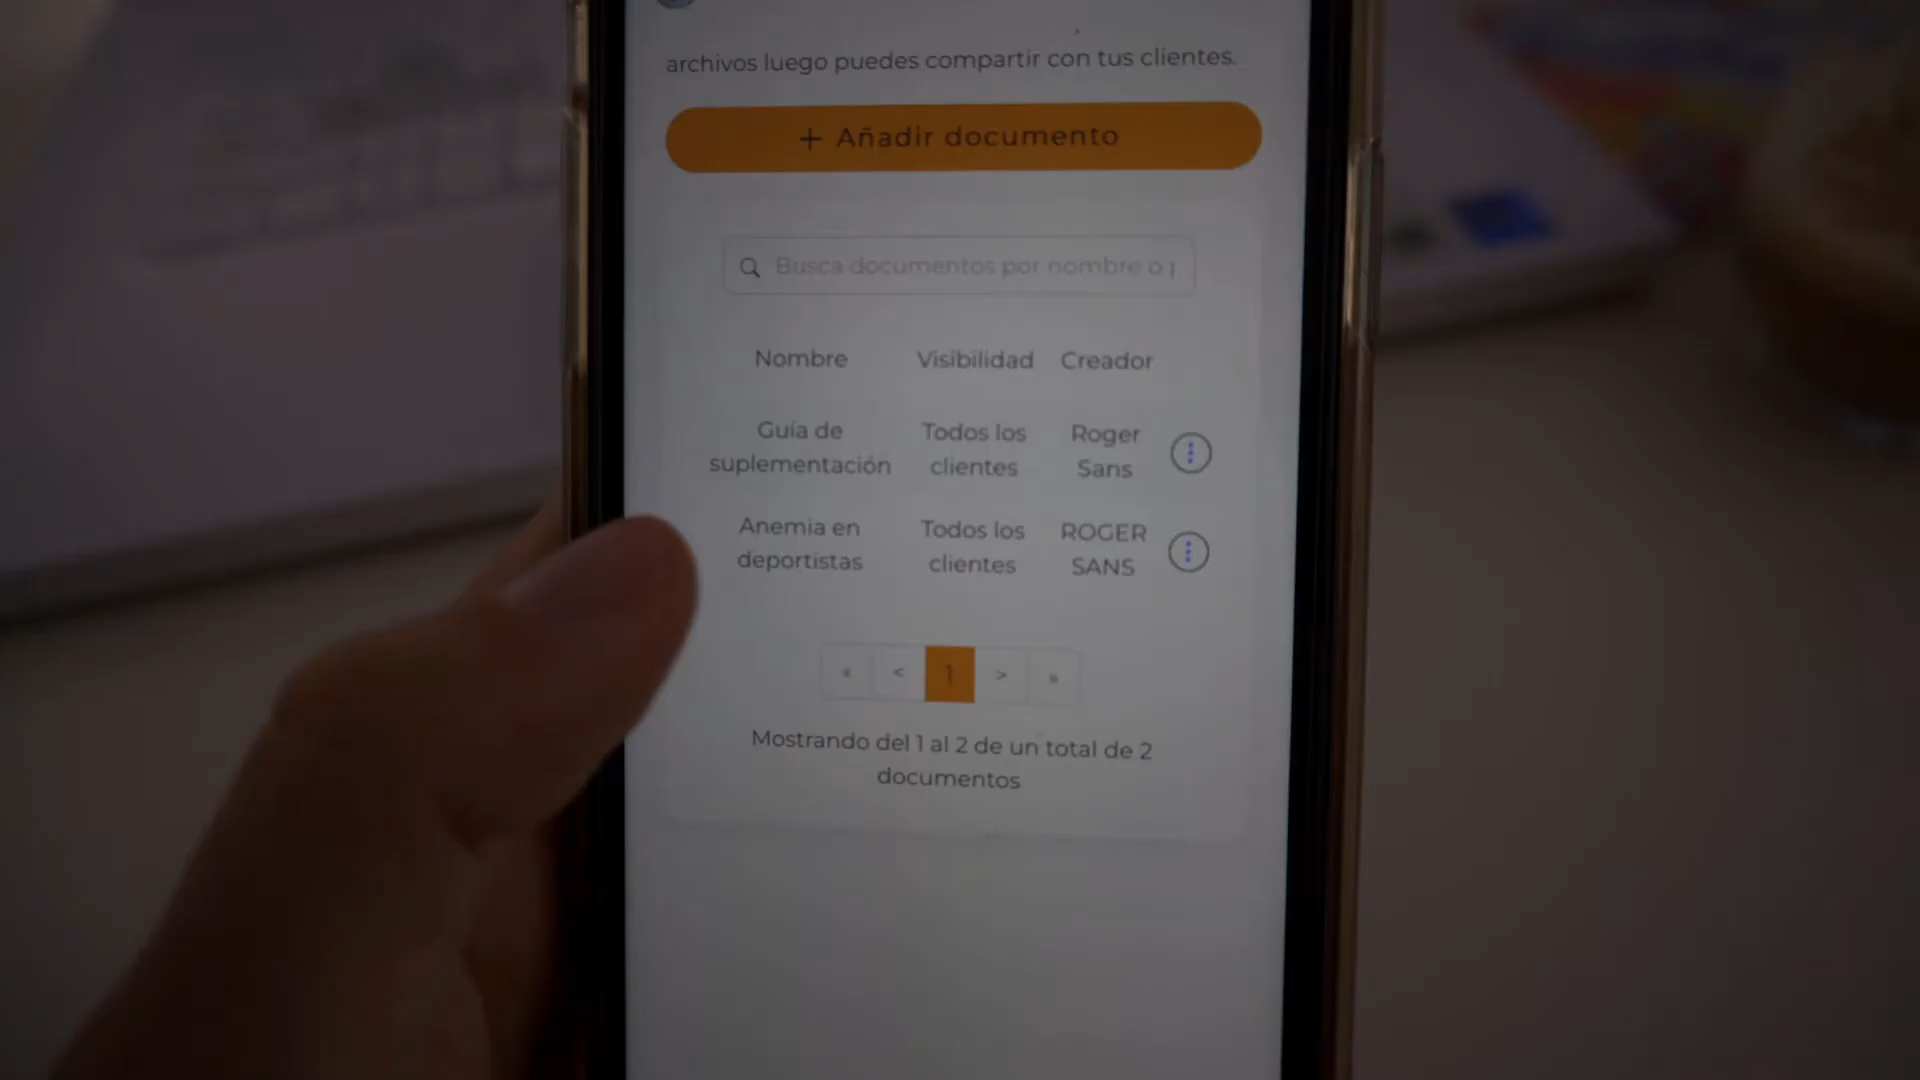 archivos luego puedes compartir con tus clientes.
+ Añadir documento
Busca documentos por nombre o
Nombre Visibilidad Creador
Guía de suplementación Todos los clientes Roger Sans
Anemia en deportistas Todos los clientes ROGER SANS
« < 1 > »
Mostrando del 1 al 2 de un total de 2
documentos